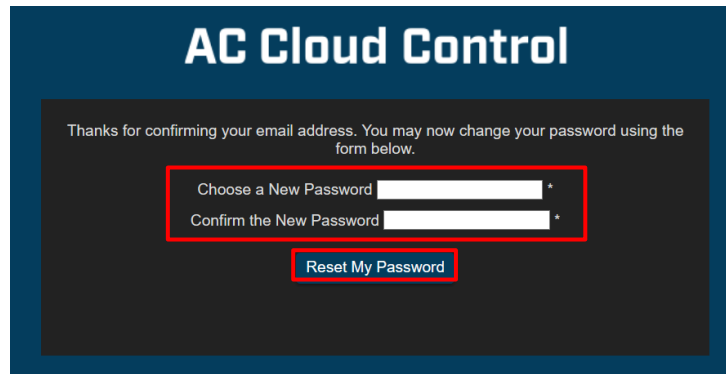 AC Cloud Control
Thanks for confirming your email address. You may now change your password using the
form below.
Choose a New Password *
Confirm the New Password *
Reset My Password